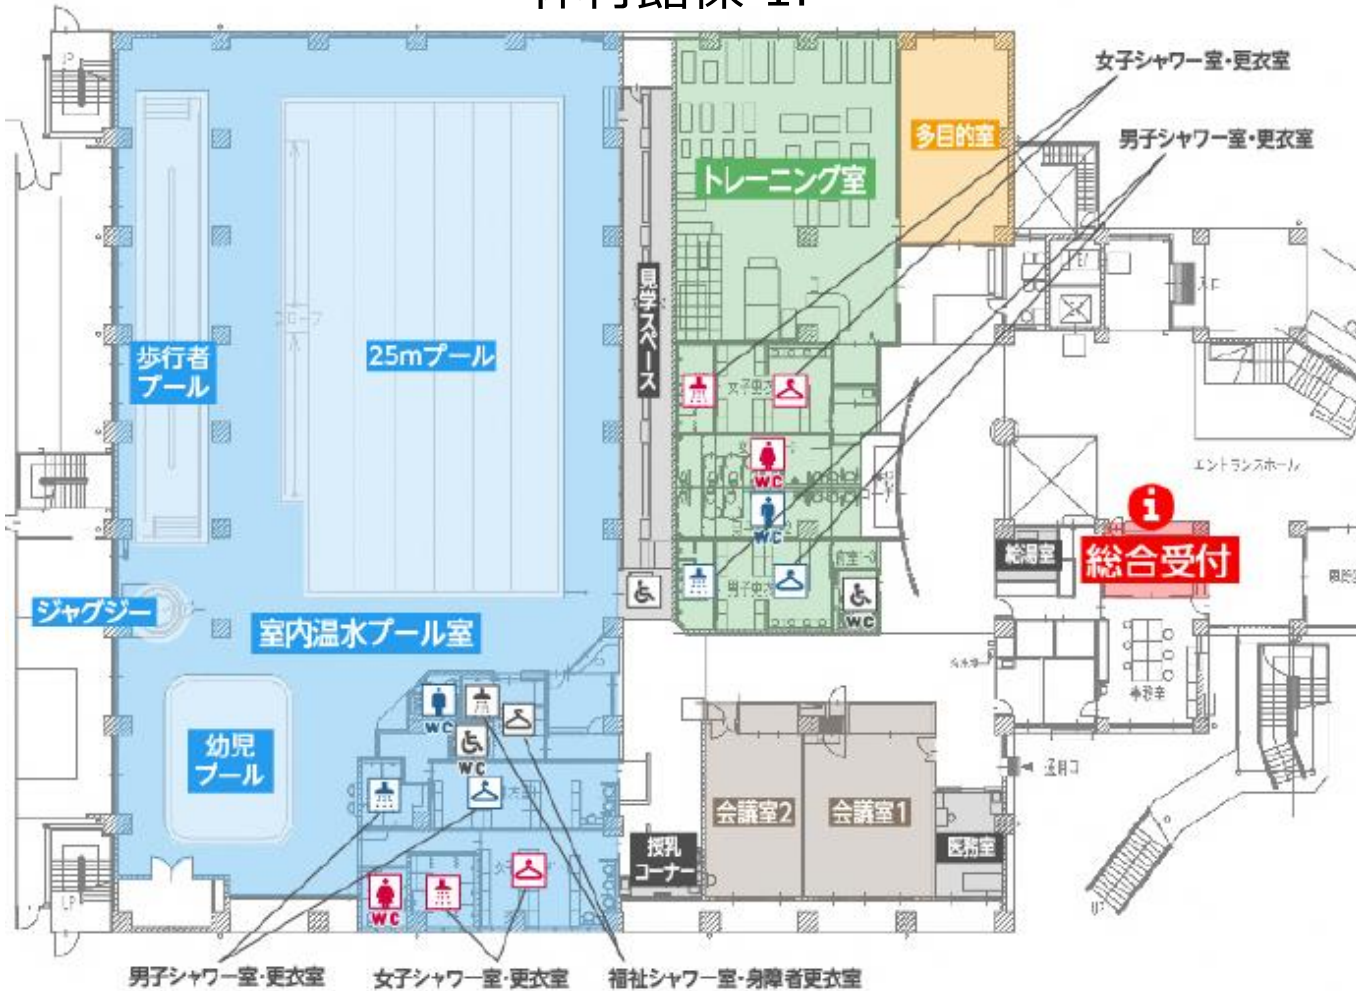 女子シャワー室・更衣室
男子シャワー室・更衣室
多目的室
トレーニング室
見学スペース
歩行者
プール
25mプール
WC
WC
エントランスホール
給湯室
総合受付
ジャグジー
室内温水プール室
WC
WC
WC
幼児
プール
事務室
会議室2
会議室1
授乳
コーナー
医務室
WC
男子シャワー室・更衣室
女子シャワー室・更衣室
福祉シャワー室・身障者更衣室